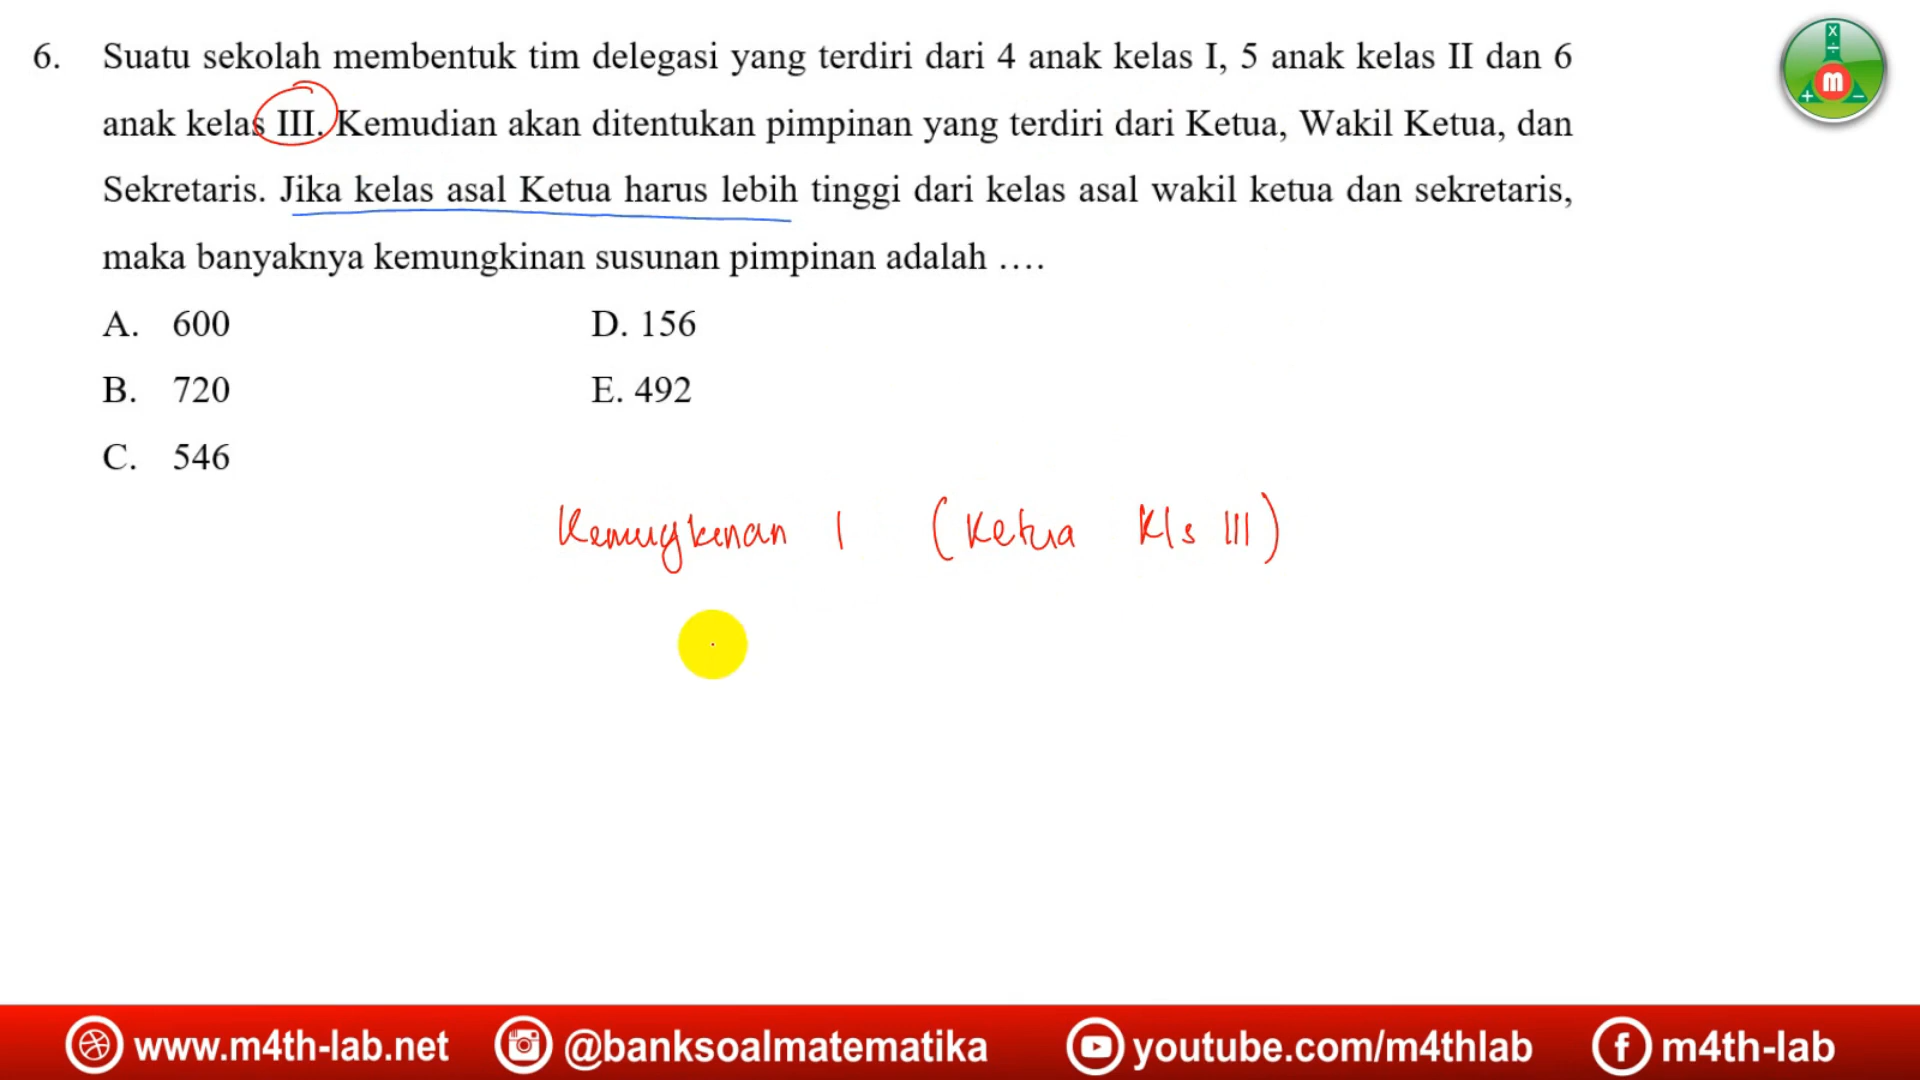 6. Suatu sekolah membentuk tim delegasi yang terdiri dari 4 anak kelas I, 5 anak kelas II dan 6
anak kelas III. Kemudian akan ditentukan pimpinan yang terdiri dari Ketua, Wakil Ketua, dan
Sekretaris. Jika kelas asal Ketua harus lebih tinggi dari kelas asal wakil ketua dan sekretaris,
maka banyaknya kemungkinan susunan pimpinan adalah ....
A. 600 D. 156
B. 720 E. 492
C. 546
Kemugkinan 1 (Ketua Kls III)
www.m4th-lab.net @banksoalmatematika youtube.com/m4thlab m4th-lab
x ÷ + m −